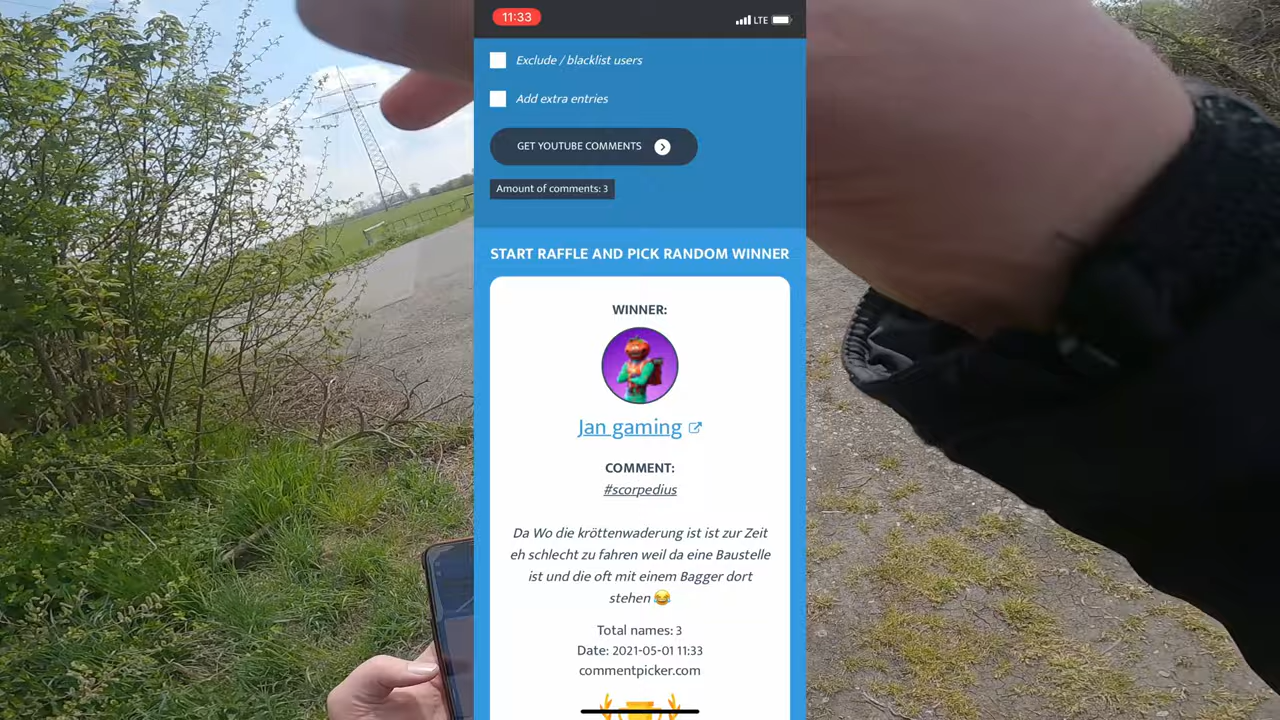 11:33
LTE
Exclude / blacklist users
Add extra entries
GET YOUTUBE COMMENTS
Amount of comments: 3
START RAFFLE AND PICK RANDOM WINNER
WINNER:
Jan gaming
COMMENT:
#scorpedius
Da Wo die kröttenwaderung ist ist zur Zeit
eh schlecht zu fahren weil da eine Baustelle
ist und die oft mit einem Bagger dort
stehen 😂
Total names: 3
Date: 2021-05-01 11:33
commentpicker.com